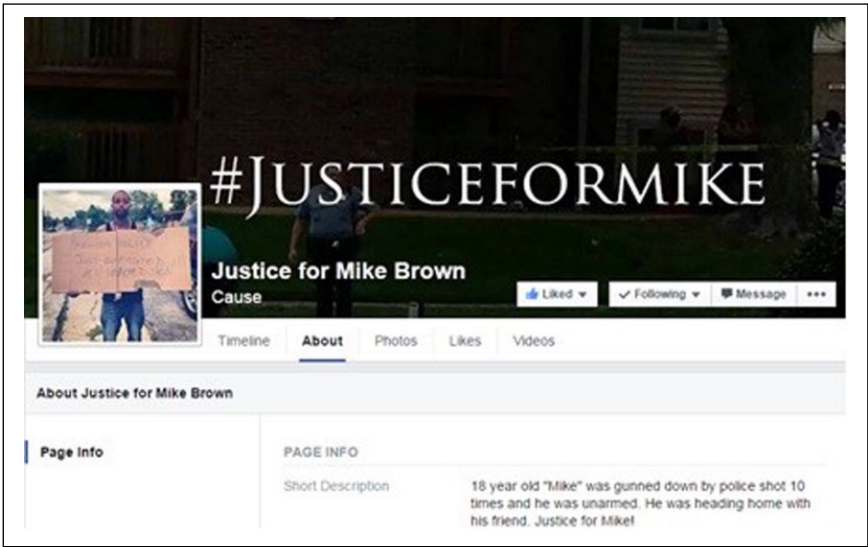 #JUSTICEFORMIKE
Justice for Mike Brown
Cause
Liked
Following
Message
Timeline
About
Photos
Likes
Videos
About Justice for Mike Brown
Page Info
PAGE INFO
Short Description
18 year old "Mike" was gunned down by police shot 10
times and he was unarmed. He was heading home with
his friend. Justice for Mike!